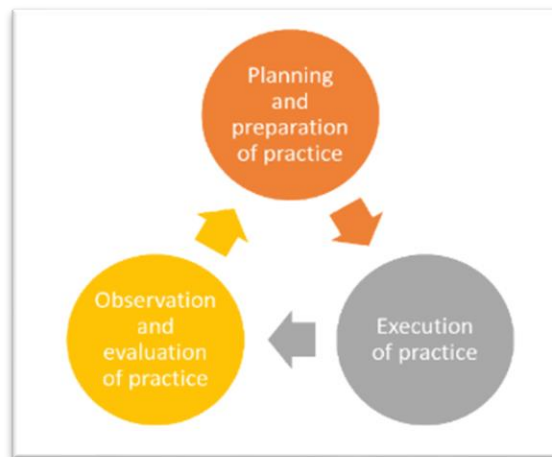 Planning
and
preparation
of practice
Execution
of practice
Observation
and
evaluation
of practice